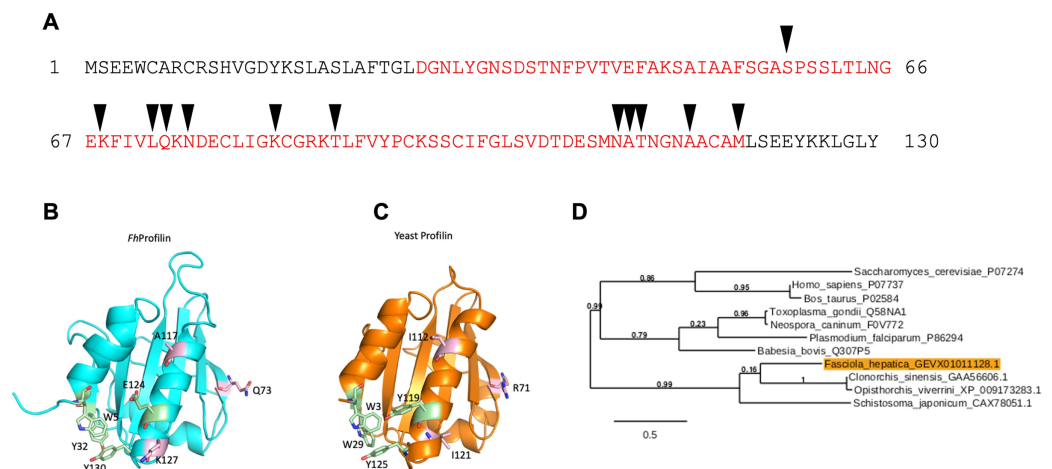 A
1 MSEEWCARCRSHVGDYKSLASLAFTGLDGNLYGNSDSTNFPVTVEFAKSAIAAFSGASPSSLTLNG 66
67 EKFIVLQKNDECLIGKCGRKTLFVYPCKSSCIFGLSVDTDESMNATNGNAACAMLSEEYKKLGLY 130
B
FhProfilin
A117
E124
Q73
W5
Y32
Y130
K127
C
Yeast Profilin
I112
Y119
R71
W3
W29
Y125
I121
D
Saccharomyces_cerevisiae_P07274
0.86
Homo_sapiens_P07737
0.95
Bos_taurus_P02584
0.99
Toxoplasma_gondii_Q58NA1
0.96
Neospora_caninum_F0V772
0.23
Plasmodium_falciparum_P86294
0.79
Babesia_bovis_Q307P5
Fasciola_hepatica_GEVX01011128.1
0.16
Clonorchis_sinensis_GAA56606.1
1
Opisthorchis_viverrini_XP_009173283.1
0.99
Schistosoma_japonicum_CAX78051.1
0.5